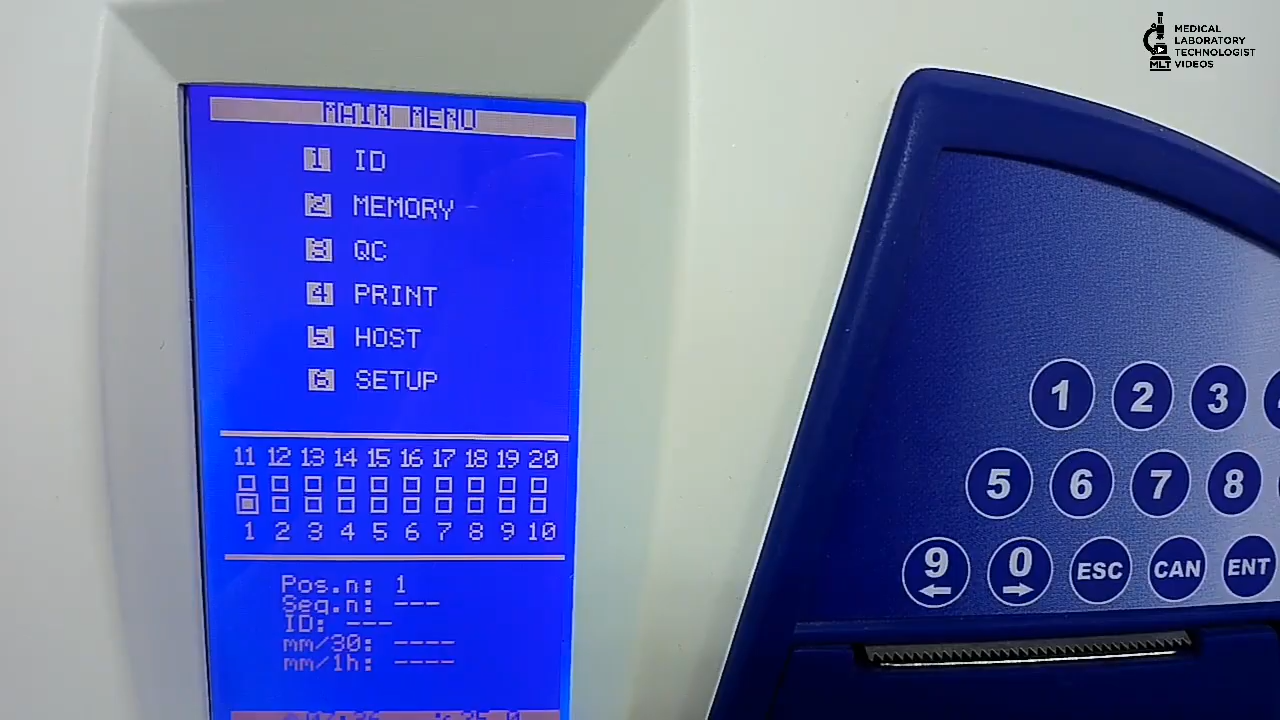 MEDICAL
LABORATORY
TECHNOLOGIST
MLT VIDEOS
MAIN MENU
1 ID
2 MEMORY
3 QC
4 PRINT
5 HOST
6 SETUP
11 12 13 14 15 16 17 18 19 20
1 2 3 4 5 6 7 8 9 10
Pos.n: 1
Seq.n: ---
ID: ---
mm/30: ----
mm/1h: ----
1 2 3
5 6 7 8
9 0 ESC CAN ENT